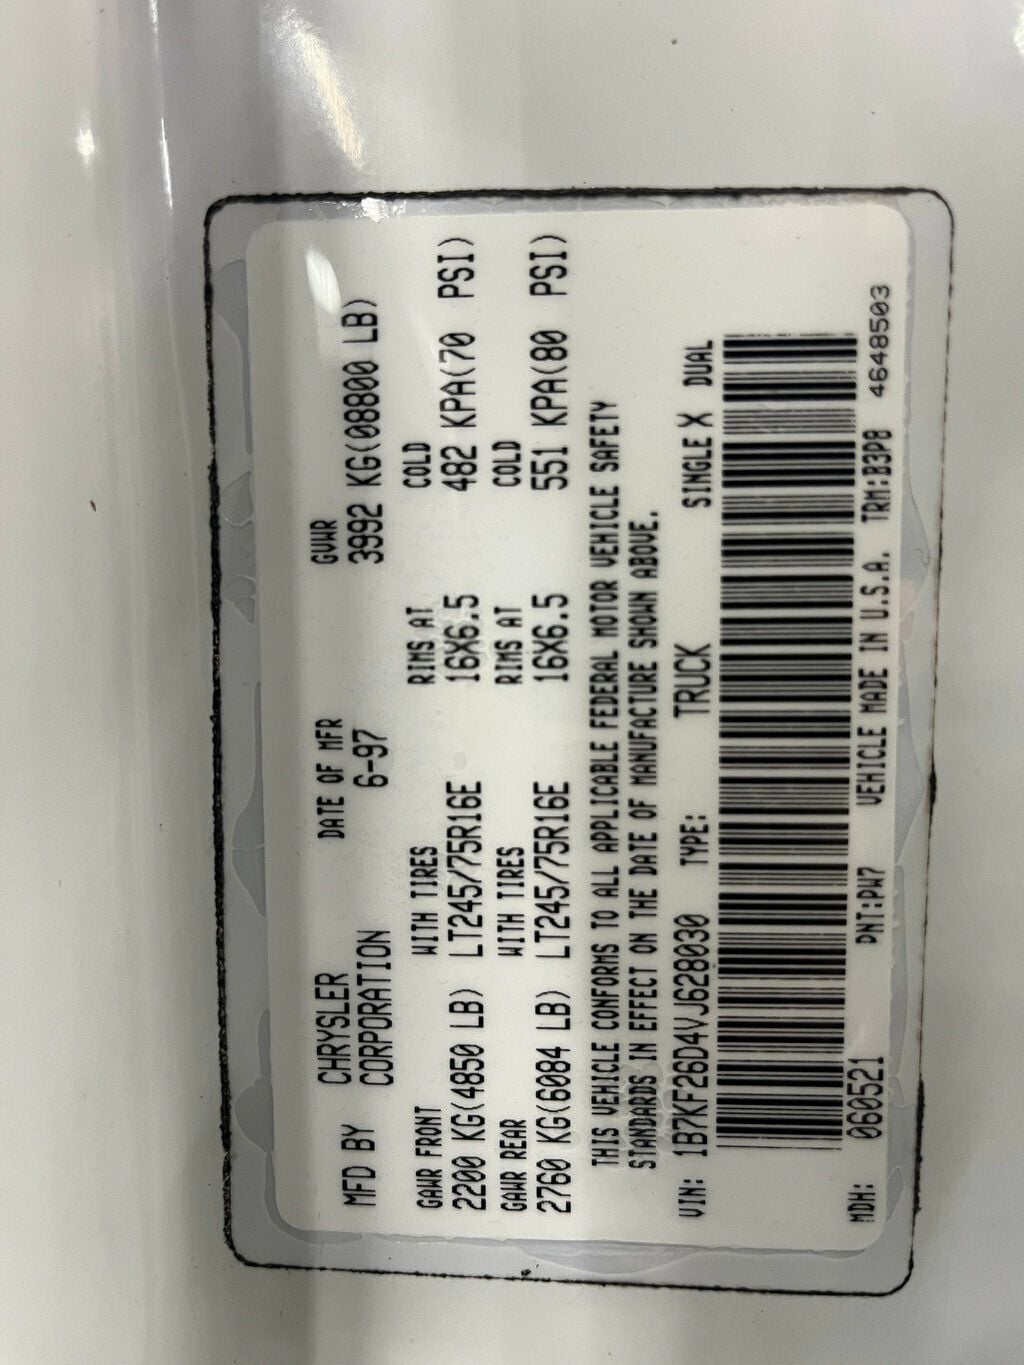 MFD BY CHRYSLER CORPORATION DATE OF MFR 6-97 GVWR 3992 KG(08800 LB)
GAWR FRONT WITH TIRES RIMS AT COLD
2200 KG(4850 LB) LT245/75R16E 16X6.5 482 KPA(70 PSI)
GAWR REAR WITH TIRES RIMS AT COLD
2760 KG(6084 LB) LT245/75R16E 16X6.5 551 KPA(80 PSI)
THIS VEHICLE CONFORMS TO ALL APPLICABLE FEDERAL MOTOR VEHICLE SAFETY
STANDARDS IN EFFECT ON THE DATE OF MANUFACTURE SHOWN ABOVE.
VIN: 1B7KF26D4VJ628030 TYPE: TRUCK SINGLE X DUAL
MDH: 060521 PNT:PW7 VEHICLE MADE IN U.S.A. TRM:B3P8 4648503